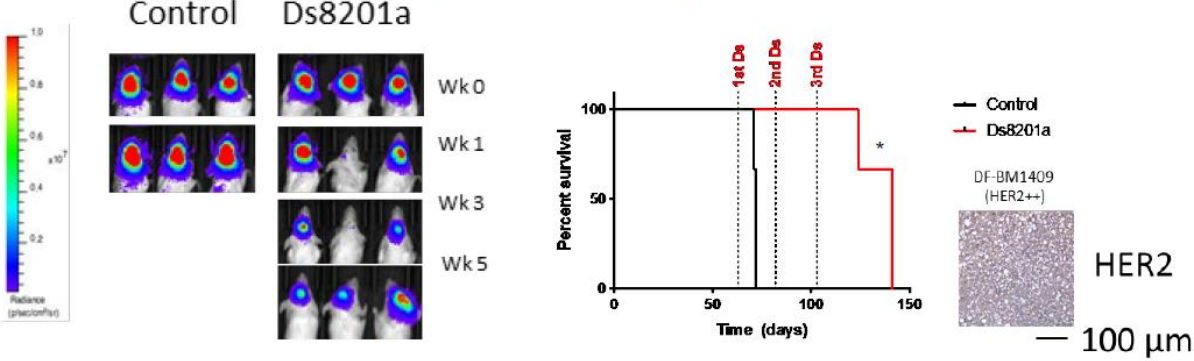 Control
Ds8201a
1.0
0.8
0.6
x10^7
0.4
0.2
Radiance
(p/sec/cm²/sr)
Wk 0
Wk 1
Wk 3
Wk 5
1st Ds
2nd Ds
3rd Ds
Percent survival
100
50
0
0
50
100
150
Time (days)
*
Control
Ds8201a
DF-BM1409
(HER2++)
HER2
100 µm